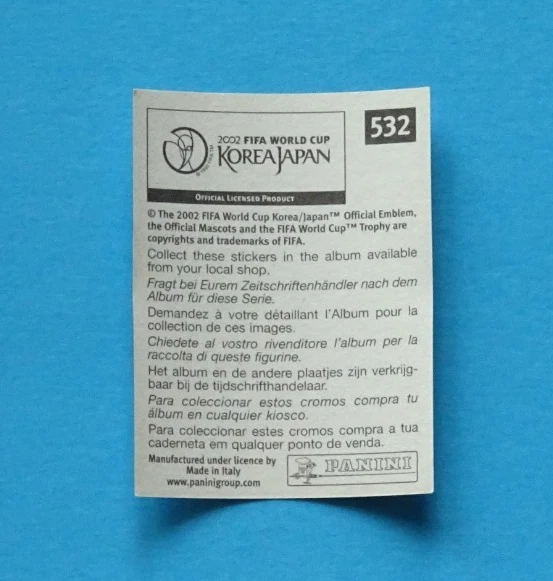 532
2002 FIFA WORLD CUP
KOREAJAPAN
OFFICIAL LICENSED PRODUCT
© The 2002 FIFA World Cup Korea/Japan™ Official Emblem,
the Official Mascots and the FIFA World Cup™ Trophy are
copyrights and trademarks of FIFA.
Collect these stickers in the album available
from your local shop.
Fragt bei Eurem Zeitschriftenhändler nach dem
Album für diese Serie.
Demandez à votre détaillant l'Album pour la
collection de ces images.
Chiedete al vostro rivenditore l'album per la
raccolta di queste figurine.
Het album en de andere plaatjes zijn verkrijg-
baar bij de tijdschrifthandelaar.
Para coleccionar estos cromos compra tu
álbum en cualquier kiosco.
Para coleccionar estes cromos compra a tua
caderneta em qualquer ponto de venda.
Manufactured under licence by
Made in Italy
www.paninigroup.com
PANINI